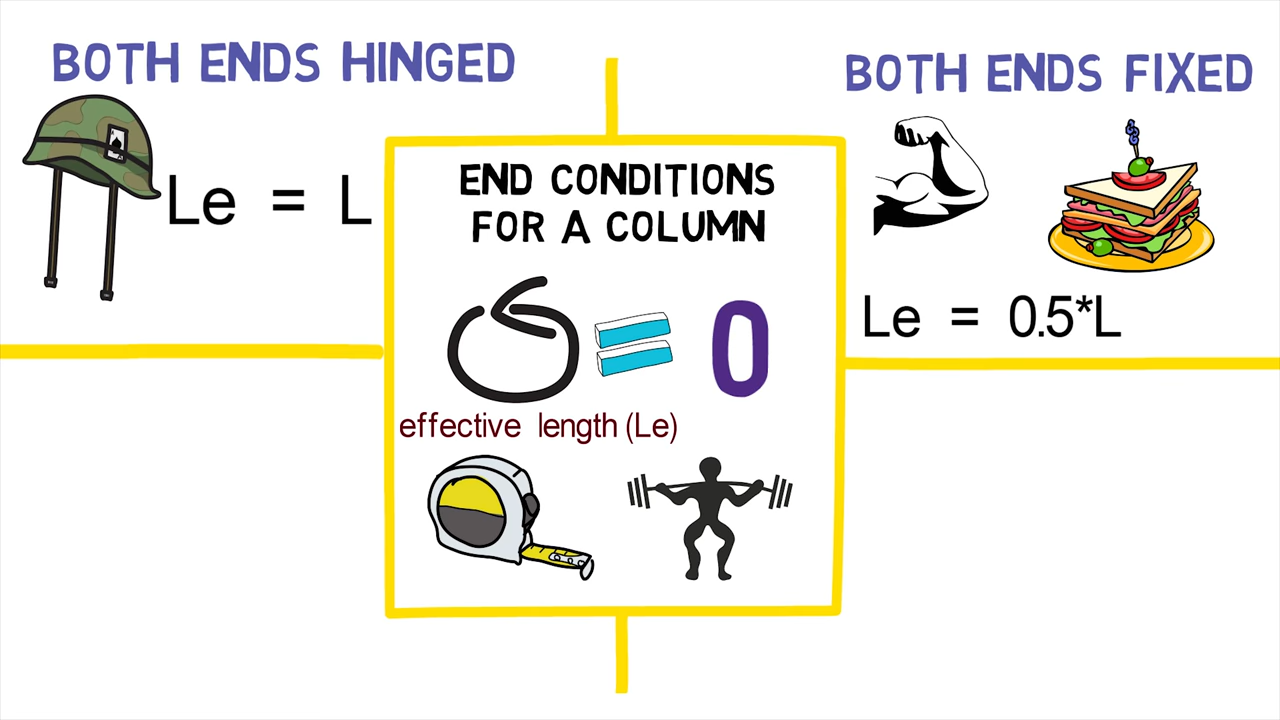 BOTH ENDS HINGED
Le = L
END CONDITIONS
FOR A COLUMN
0
effective length (Le)
BOTH ENDS FIXED
Le = 0.5*L